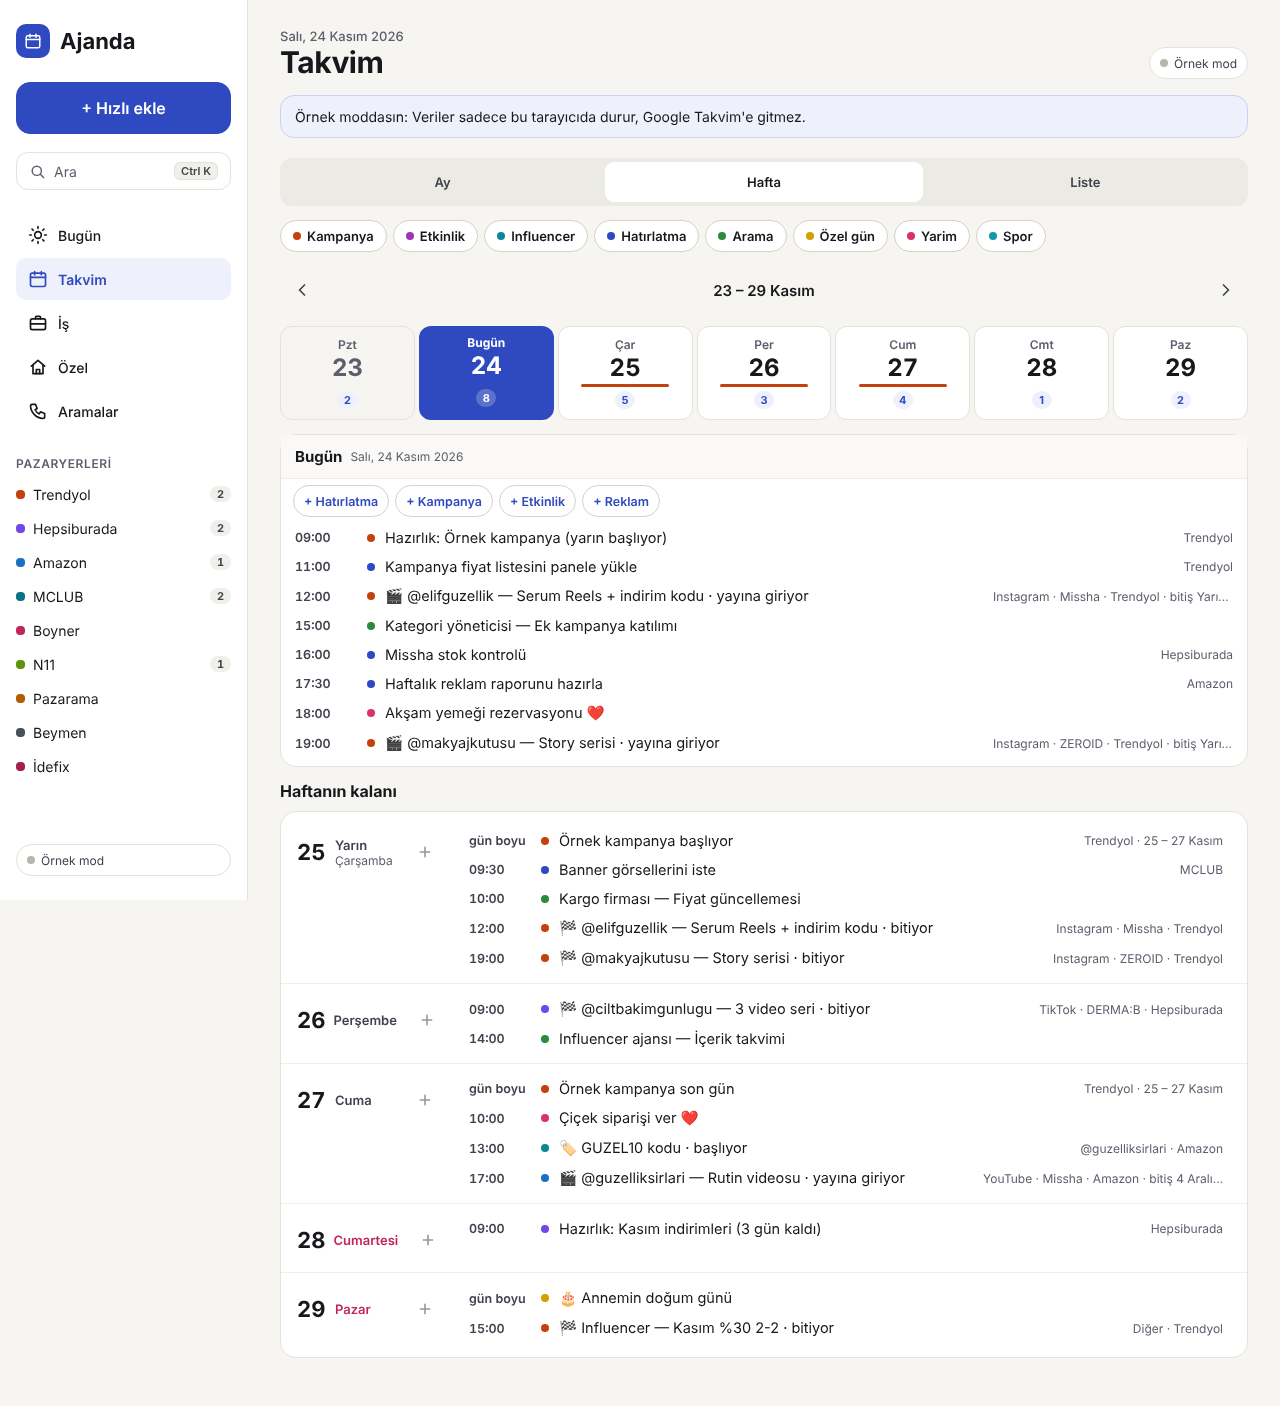 Ajanda
+ Hızlı ekle
Ara Ctrl K
Bugün
Takvim
İş
Özel
Aramalar
PAZARYERLERİ
Trendyol 2
Hepsiburada 2
Amazon 1
MCLUB 2
Boyner
N11 1
Pazarama
Beymen
İdefix
Örnek mod
Salı, 24 Kasım 2026
Takvim
Örnek mod
Örnek moddasın: Veriler sadece bu tarayıcıda durur, Google Takvim'e gitmez.
Ay Hafta Liste
Kampanya Etkinlik Influencer Hatırlatma Arama Özel gün Yarim Spor
23 – 29 Kasım
Pzt Bugün Çar Per Cum Cmt Paz
23 24 25 26 27 28 29
2 8 5 3 4 1 2
Bugün Salı, 24 Kasım 2026
+ Hatırlatma + Kampanya + Etkinlik + Reklam
09:00 Hazırlık: Örnek kampanya (yarın başlıyor) Trendyol
11:00 Kampanya fiyat listesini panele yükle Trendyol
12:00 🎬 @elifguzellik — Serum Reels + indirim kodu · yayına giriyor Instagram · Missha · Trendyol · bitiş Yarı…
15:00 Kategori yöneticisi — Ek kampanya katılımı
16:00 Missha stok kontrolü Hepsiburada
17:30 Haftalık reklam raporunu hazırla Amazon
18:00 Akşam yemeği rezervasyonu ❤️
19:00 🎬 @makyajkutusu — Story serisi · yayına giriyor Instagram · ZEROID · Trendyol · bitiş Yarı…
Haftanın kalanı
25 Yarın Çarşamba +
gün boyu Örnek kampanya başlıyor Trendyol · 25 – 27 Kasım
09:30 Banner görsellerini iste MCLUB
10:00 Kargo firması — Fiyat güncellemesi
12:00 🏁 @elifguzellik — Serum Reels + indirim kodu · bitiyor Instagram · Missha · Trendyol
19:00 🏁 @makyajkutusu — Story serisi · bitiyor Instagram · ZEROID · Trendyol
26 Perşembe +
09:00 🏁 @ciltbakimgunlugu — 3 video seri · bitiyor TikTok · DERMA:B · Hepsiburada
14:00 Influencer ajansı — İçerik takvimi
27 Cuma +
gün boyu Örnek kampanya son gün Trendyol · 25 – 27 Kasım
10:00 Çiçek siparişi ver ❤️
13:00 🏷️ GUZEL10 kodu · başlıyor @guzelliksirlari · Amazon
17:00 🎬 @guzelliksirlari — Rutin videosu · yayına giriyor YouTube · Missha · Amazon · bitiş 4 Aralı…
28 Cumartesi +
09:00 Hazırlık: Kasım indirimleri (3 gün kaldı) Hepsiburada
29 Pazar +
gün boyu 🎂 Annemin doğum günü
15:00 🏁 Influencer — Kasım %30 2-2 · bitiyor Diğer · Trendyol